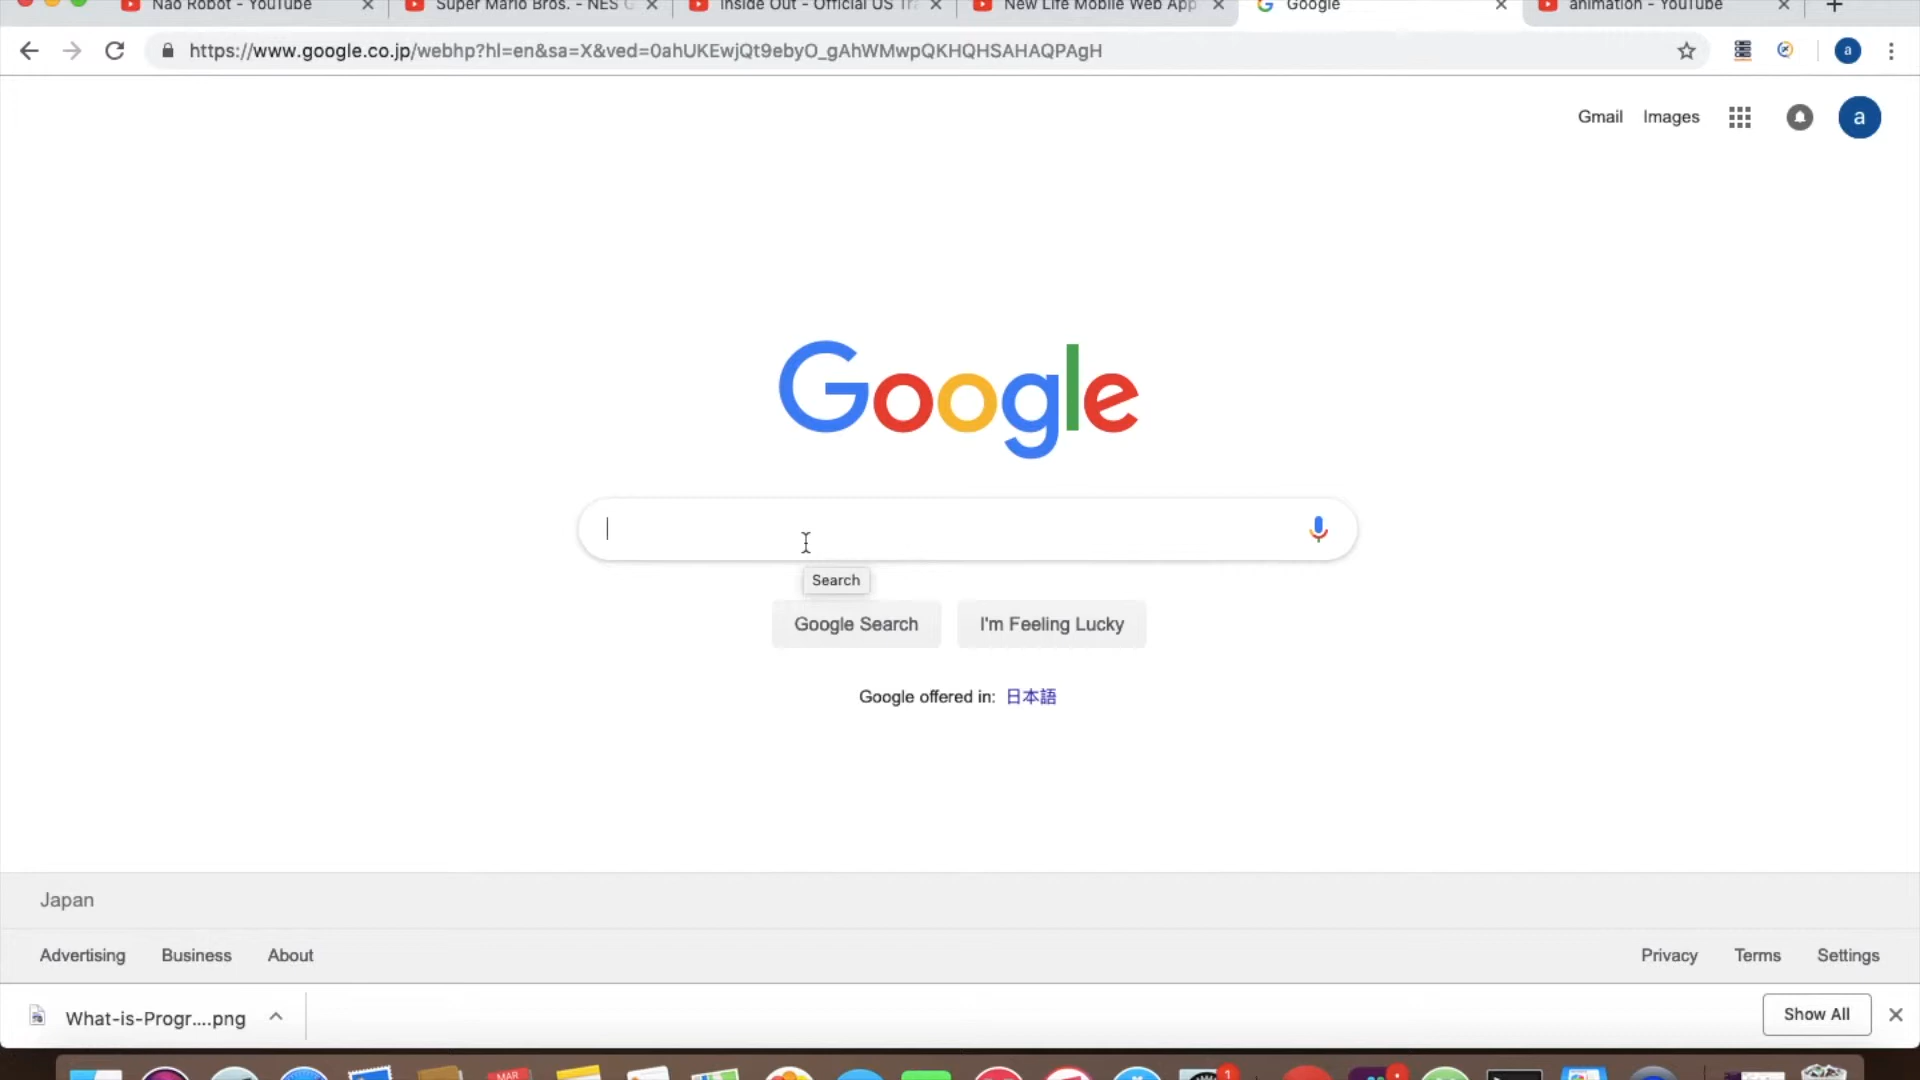 Nao Robot - YouTube
Super Mario Bros. - NES G
Inside Out - Official US Tra
New Life Mobile Web App
Google
animation - YouTube
https://www.google.co.jp/webhp?hl=en&sa=X&ved=0ahUKEwjQt9ebyO_gAhWMwpQKHQHSAHAQPAgH
a
Gmail Images a
Google
Search
Google Search I'm Feeling Lucky
Google offered in: 日本語
Japan
Advertising Business About Privacy Terms Settings
What-is-Progr....png Show All
MAR 1